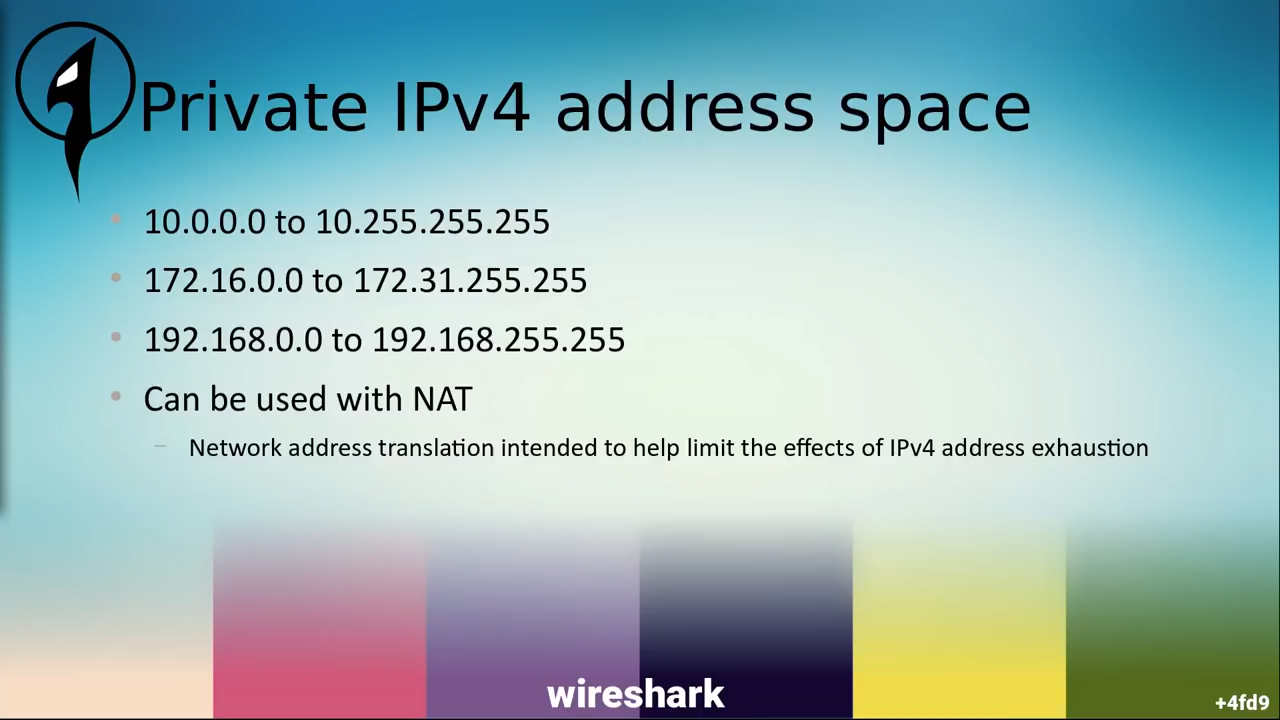 Private IPv4 address space
10.0.0.0 to 10.255.255.255
172.16.0.0 to 172.31.255.255
192.168.0.0 to 192.168.255.255
Can be used with NAT
Network address translation intended to help limit the effects of IPv4 address exhaustion
wireshark
+4fd9